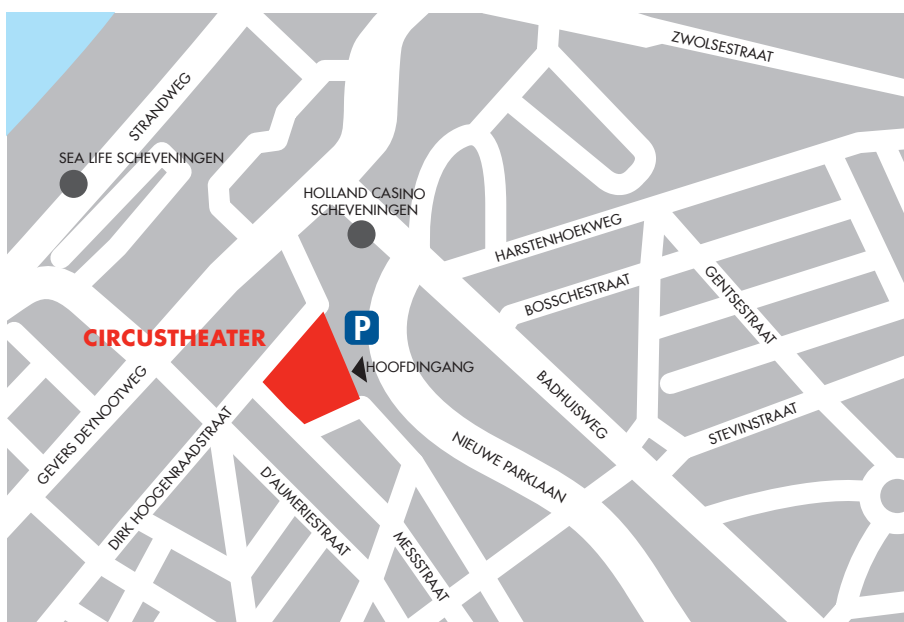 ZWOLSESTRAAT
STRANDWEG
SEA LIFE SCHEVENINGEN
HOLLAND CASINO
SCHEVENINGEN
HARSTENHOEKWEG
BOSSCHESTRAAT
GENTSESTRAAT
CIRCUSTHEATER
P
HOOFDINGANG
BADHUISWEG
STEVINSTRAAT
GEVERS DEYNOOTWEG
DIRK HOOGENRAADSTRAAT
D'AUMERIESTRAAT
MESSSTRAAT
NIEUWE PARKLAAN